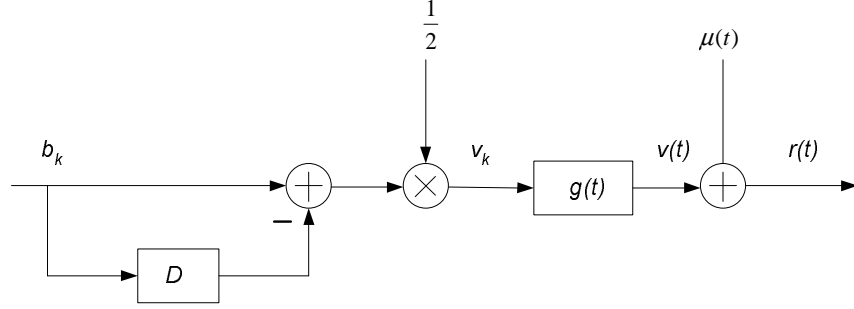 1/2
μ(t)
b_k
v_k
v(t)
r(t)
+
×
g(t)
+
−
D